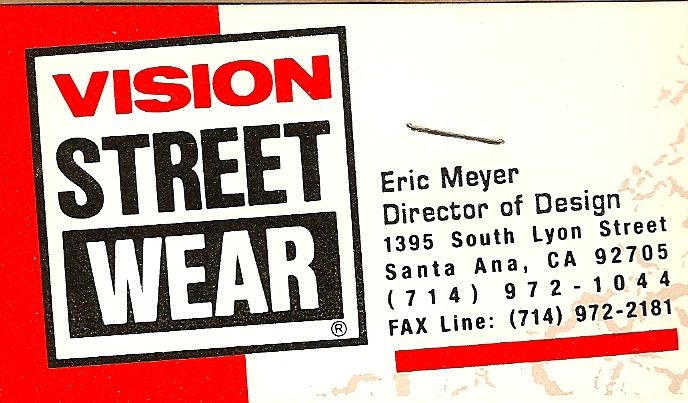 VISION
STREET
WEAR
®
Eric Meyer
Director of Design
1395 South Lyon Street
Santa Ana, CA 92705
(714) 972-1044
FAX Line: (714) 972-2181